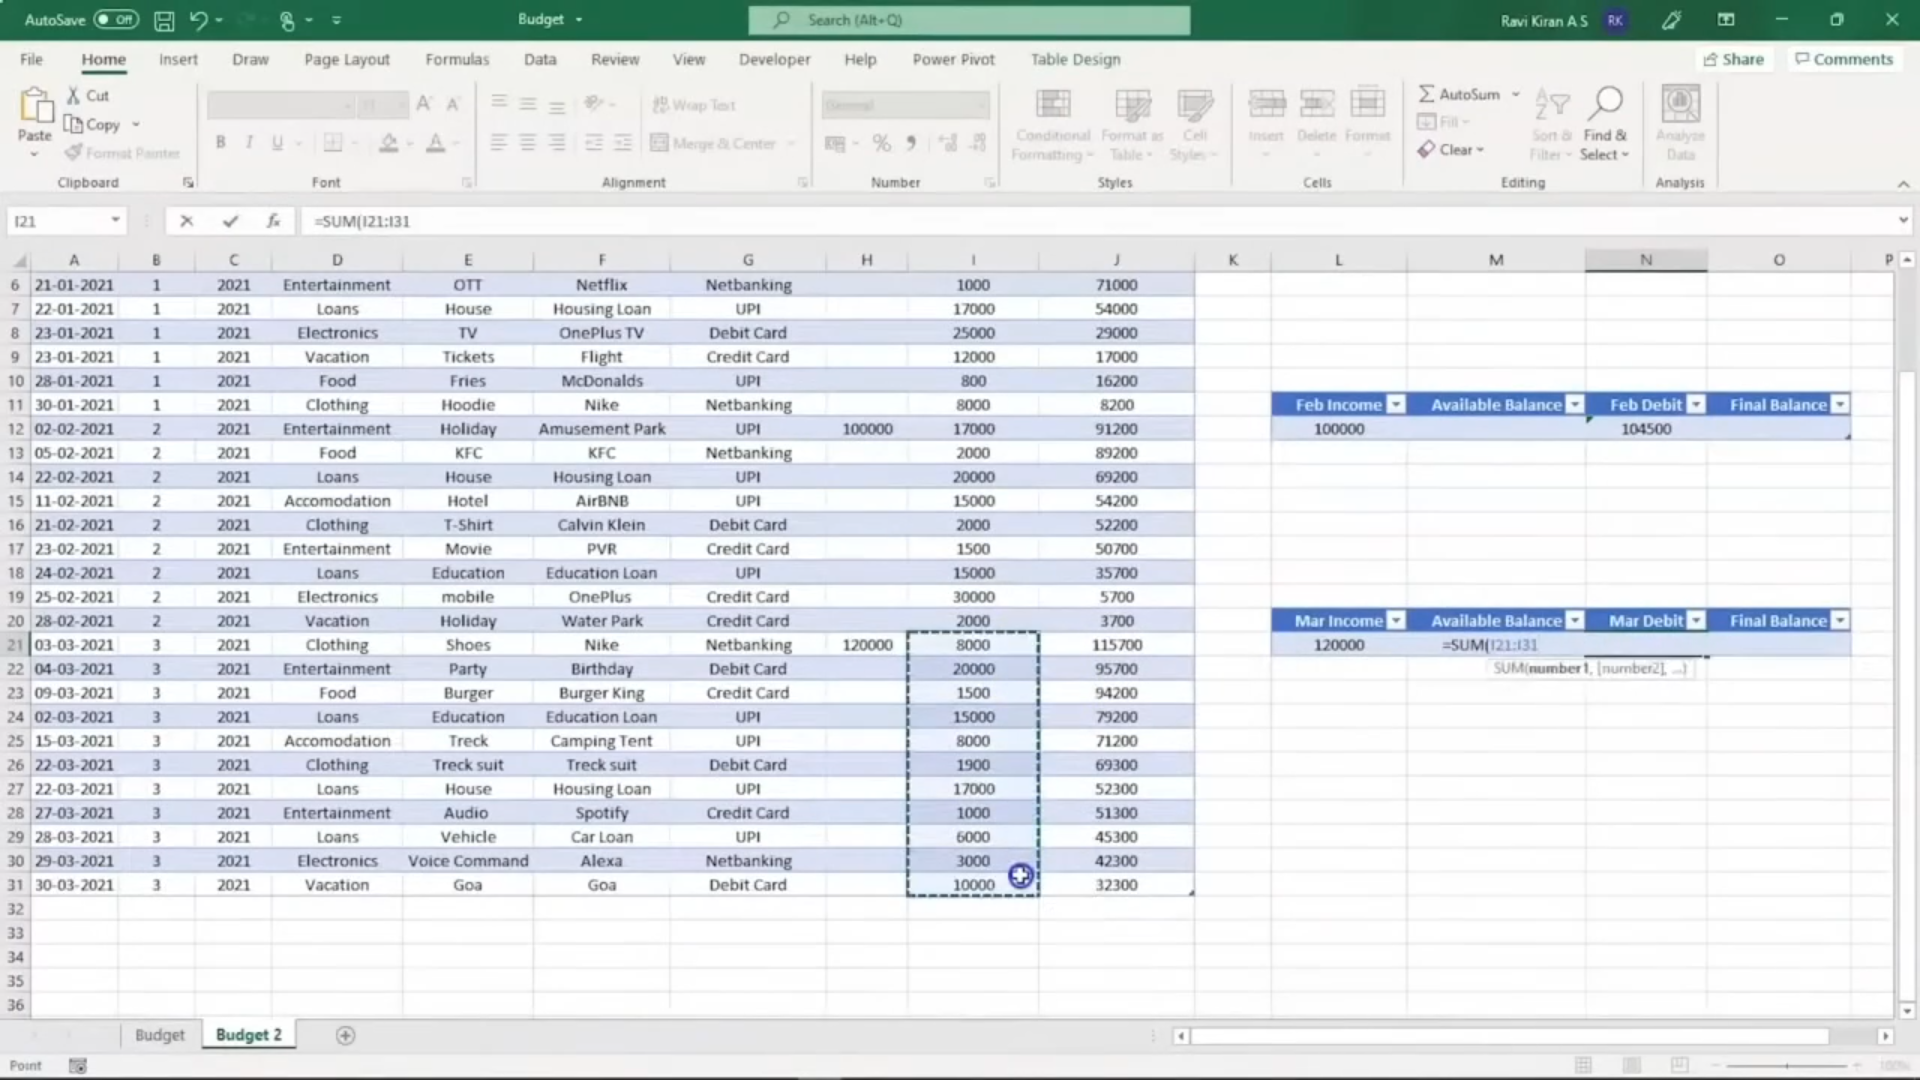 AutoSave Off Budget Search (Alt+Q) Ravi Kiran A S RK
File Home Insert Draw Page Layout Formulas Data Review View Developer Help Power Pivot Table Design Share Comments
Paste Cut Copy Format Painter Clipboard
B I U A A A Font
Wrap Text Merge & Center Alignment
General % Number
Conditional Formatting Format as Table Cell Styles Styles
Insert Delete Format Cells
AutoSum Fill Clear Sort & Filter Find & Select Editing
Analyze Data Analysis
I21 fx =SUM(I21:I31
A B C D E F G H I J K L M N O P
6 21-01-2021 1 2021 Entertainment OTT Netflix Netbanking 1000 71000
7 22-01-2021 1 2021 Loans House Housing Loan UPI 17000 54000
8 23-01-2021 1 2021 Electronics TV OnePlus TV Debit Card 25000 29000
9 23-01-2021 1 2021 Vacation Tickets Flight Credit Card 12000 17000
10 28-01-2021 1 2021 Food Fries McDonalds UPI 800 16200
11 30-01-2021 1 2021 Clothing Hoodie Nike Netbanking 8000 8200 Feb Income Available Balance Feb Debit Final Balance
12 02-02-2021 2 2021 Entertainment Holiday Amusement Park UPI 100000 17000 91200 100000 104500
13 05-02-2021 2 2021 Food KFC KFC Netbanking 2000 89200
14 22-02-2021 2 2021 Loans House Housing Loan UPI 20000 69200
15 11-02-2021 2 2021 Accomodation Hotel AirBNB UPI 15000 54200
16 21-02-2021 2 2021 Clothing T-Shirt Calvin Klein Debit Card 2000 52200
17 23-02-2021 2 2021 Entertainment Movie PVR Credit Card 1500 50700
18 24-02-2021 2 2021 Loans Education Education Loan UPI 15000 35700
19 25-02-2021 2 2021 Electronics mobile OnePlus Credit Card 30000 5700
20 28-02-2021 2 2021 Vacation Holiday Water Park Credit Card 2000 3700 Mar Income Available Balance Mar Debit Final Balance
21 03-03-2021 3 2021 Clothing Shoes Nike Netbanking 120000 8000 115700 120000 =SUM(I21:I31
22 04-03-2021 3 2021 Entertainment Party Birthday Debit Card 20000 95700 SUM(number1, [number2], ...)
23 09-03-2021 3 2021 Food Burger Burger King Credit Card 1500 94200
24 02-03-2021 3 2021 Loans Education Education Loan UPI 15000 79200
25 15-03-2021 3 2021 Accomodation Treck Camping Tent UPI 8000 71200
26 22-03-2021 3 2021 Clothing Treck suit Treck suit Debit Card 1900 69300
27 22-03-2021 3 2021 Loans House Housing Loan UPI 17000 52300
28 27-03-2021 3 2021 Entertainment Audio Spotify Credit Card 1000 51300
29 28-03-2021 3 2021 Loans Vehicle Car Loan UPI 6000 45300
30 29-03-2021 3 2021 Electronics Voice Command Alexa Netbanking 3000 42300
31 30-03-2021 3 2021 Vacation Goa Goa Debit Card 10000 32300
32
33
34
35
36
Budget Budget 2
Point 100%